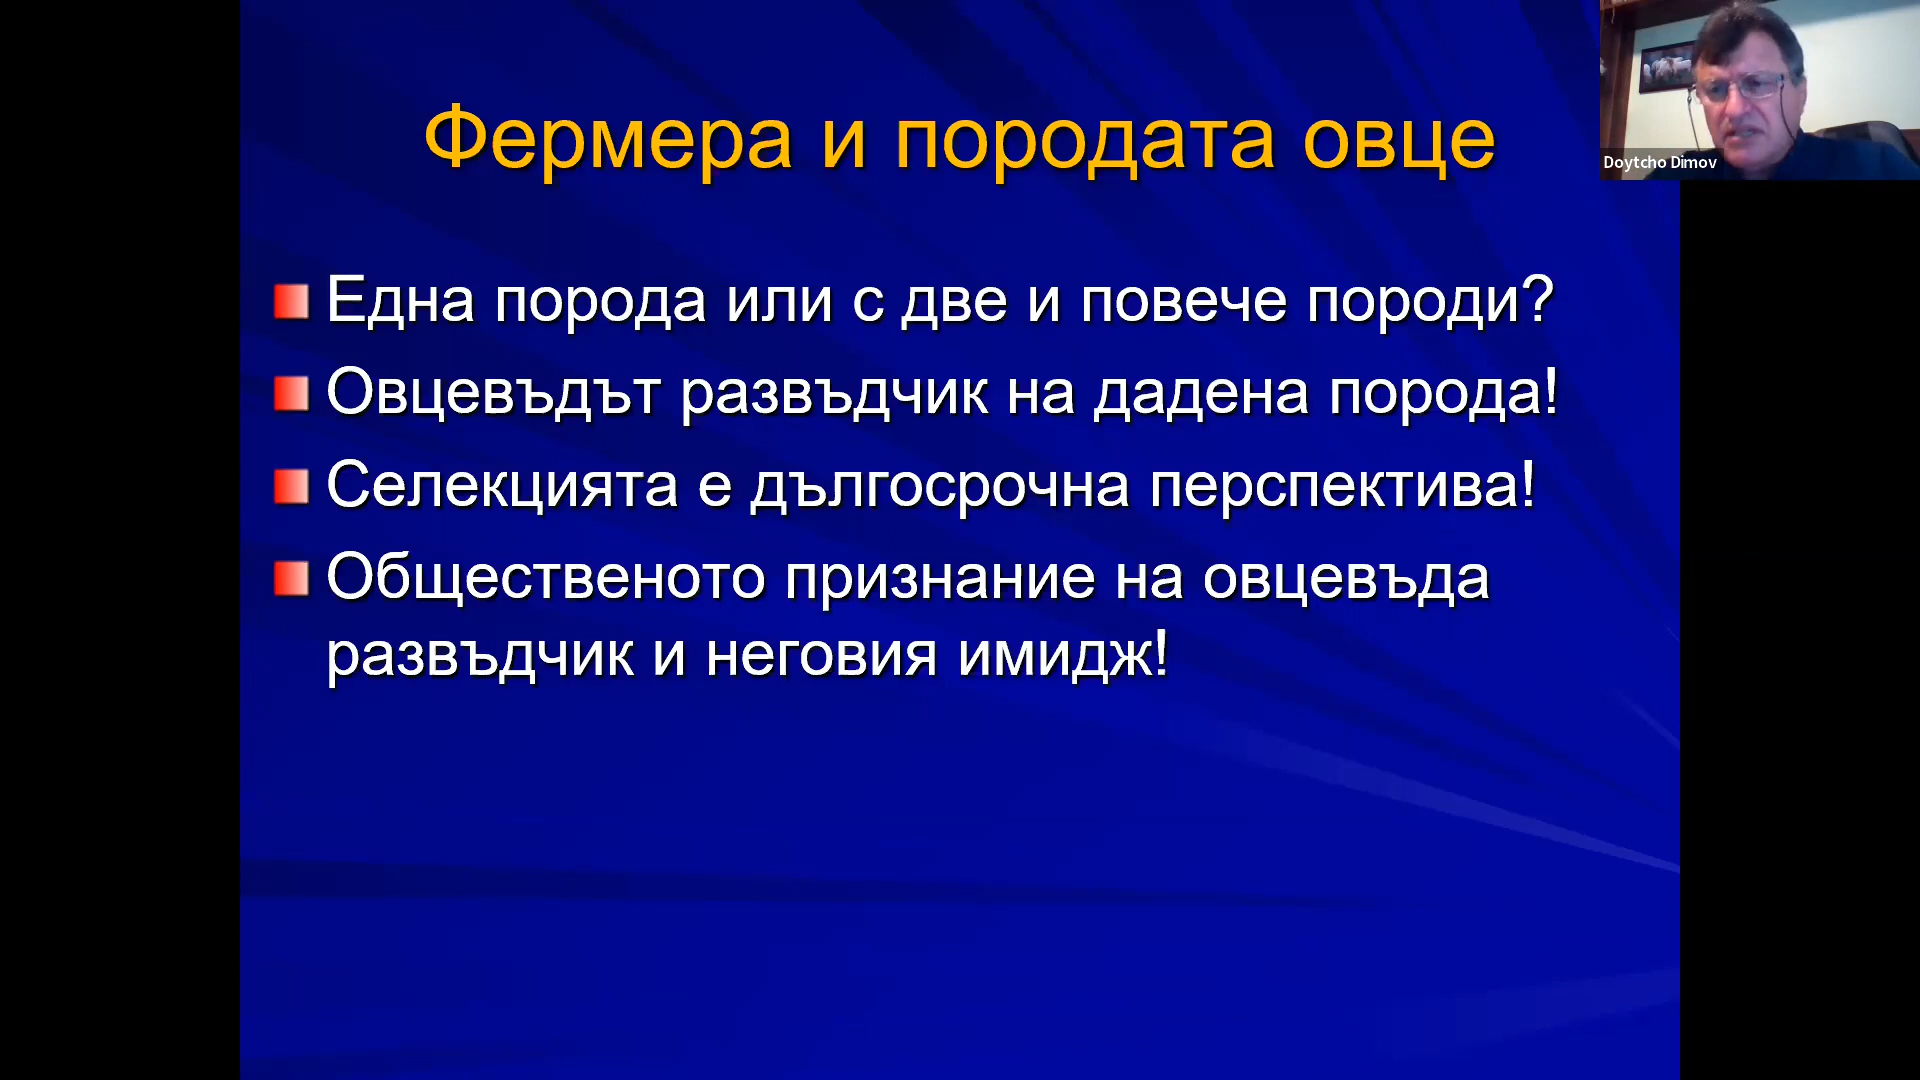 Фермера и породата овце
Една порода или с две и повече породи?
Овцевъдът развъдчик на дадена порода!
Селекцията е дългосрочна перспектива!
Общественото признание на овцевъда
развъдчик и неговия имидж!
Doytcho Dimov